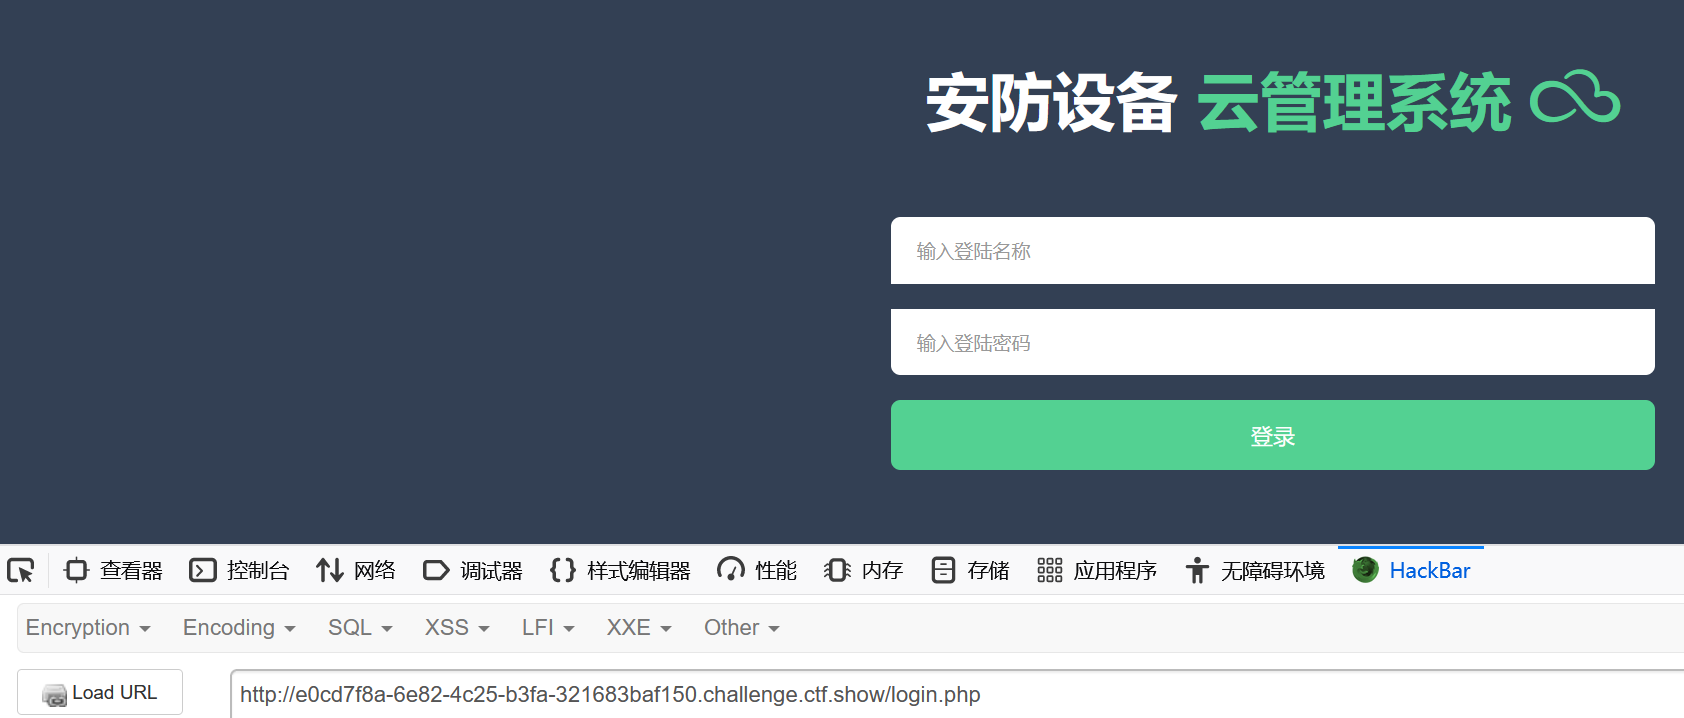 安防设备 云管理系统
输入登陆名称
输入登陆密码
登录
查看器 控制台 网络 调试器 样式编辑器 性能 内存 存储 应用程序 无障碍环境 HackBar
Encryption Encoding SQL XSS LFI XXE Other
Load URL http://e0cd7f8a-6e82-4c25-b3fa-321683baf150.challenge.ctf.show/login.php